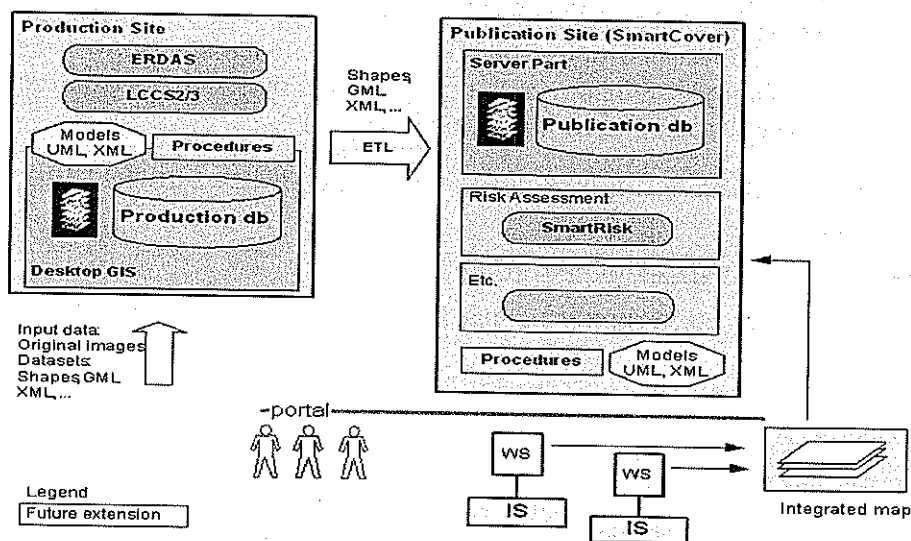 Production Site
ERDAS
LCCS2/3
Models
UML, XML
Procedures
Production db
Desktop GIS
Input data:
Original images
Datasets:
Shapes, GML
XML, ...
Shapes,
GML
XML, ...
ETL
Publication Site (SmartCover)
Server Part
Publication db
Risk Assessment
SmartRisk
Etc.
Procedures
Models
UML, XML
-portal
WS
IS
WS
IS
Integrated map
Legend
Future extension